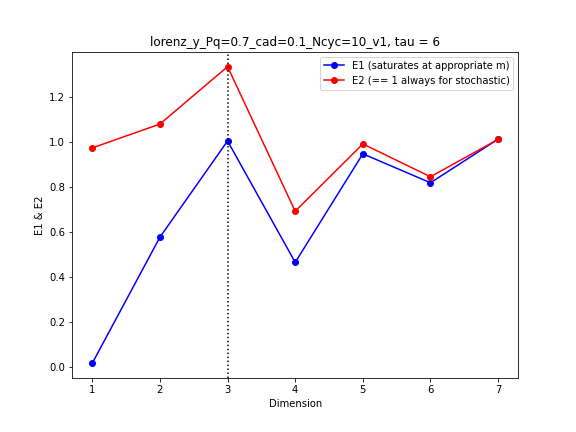 lorenz_y_Pq=0.7_cad=0.1_Ncyc=10_v1, tau = 6
E1 (saturates at appropriate m)
E2 (== 1 always for stochastic)
E1 & E2
1.2
1.0
0.8
0.6
0.4
0.2
0.0
1 2 3 4 5 6 7
Dimension